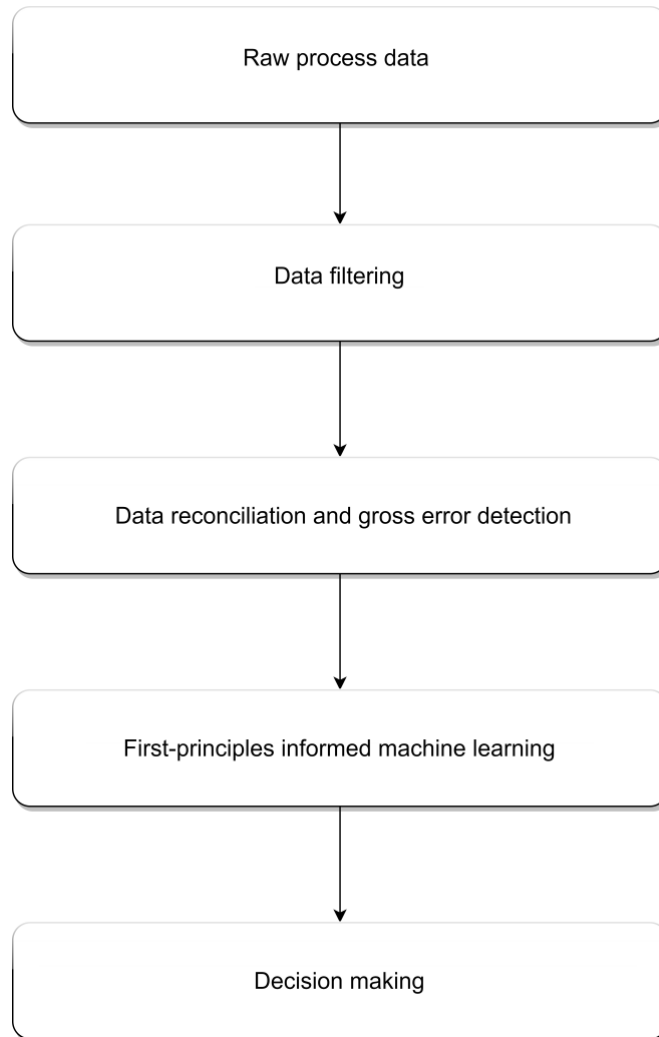 Raw process data
Data filtering
Data reconciliation and gross error detection
First-principles informed machine learning
Decision making